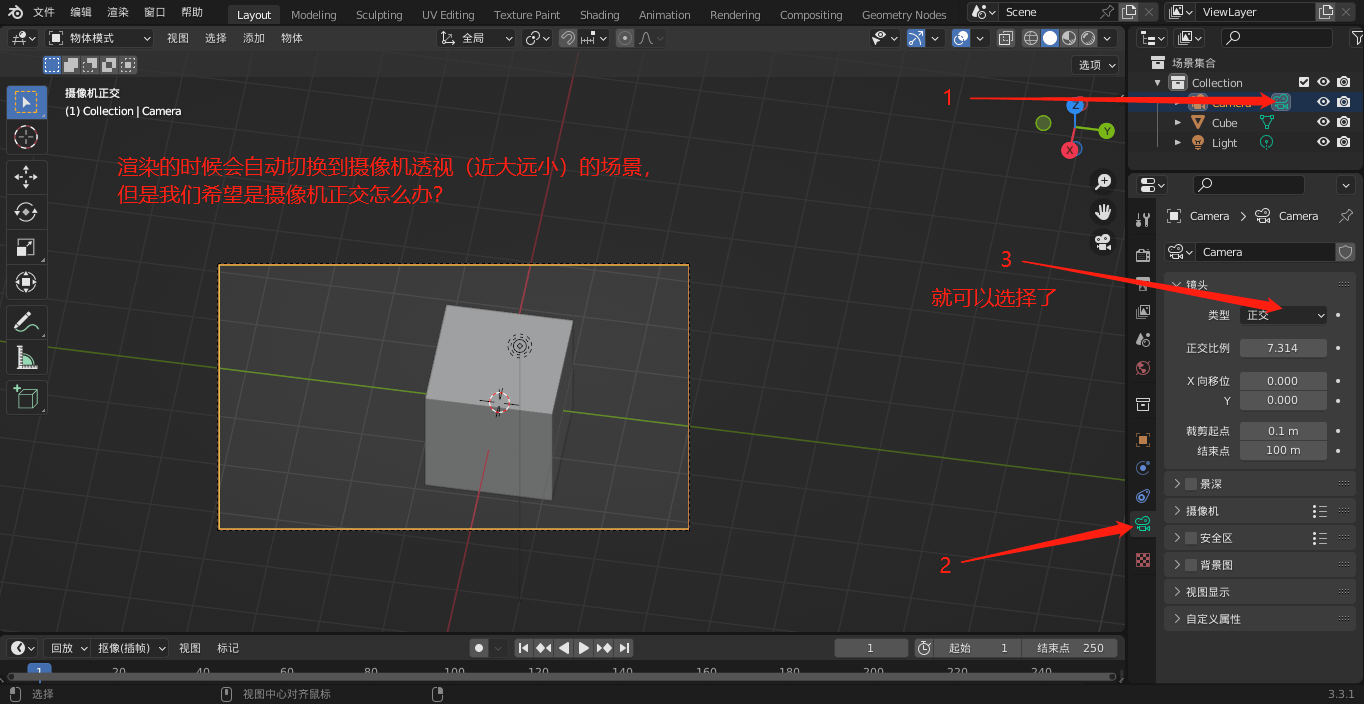 文件 编辑 渲染 窗口 帮助 Layout Modeling Sculpting UV Editing Texture Paint Shading Animation Rendering Compositing Geometry Nodes Scene ViewLayer
物体模式 视图 选择 添加 物体 全局
选项
摄像机正交
(1) Collection | Camera
渲染的时候会自动切换到摄像机透视（近大远小）的场景，
但是我们希望是摄像机正交怎么办?
1
Z
Y
X
3
就可以选择了
2
场景集合
Collection
Camera
Cube
Light
Camera Camera
Camera
镜头
类型 正交
正交比例 7.314
X 向移位 0.000
Y 0.000
裁剪起点 0.1 m
结束点 100 m
景深
摄像机
安全区
背景图
视图显示
自定义属性
回放 抠像(插帧) 视图 标记 1 起始 1 结束点 250
1 20 40 60 80 100 120 140 160 180 200 220 240
选择 视图中心对齐鼠标 3.3.1